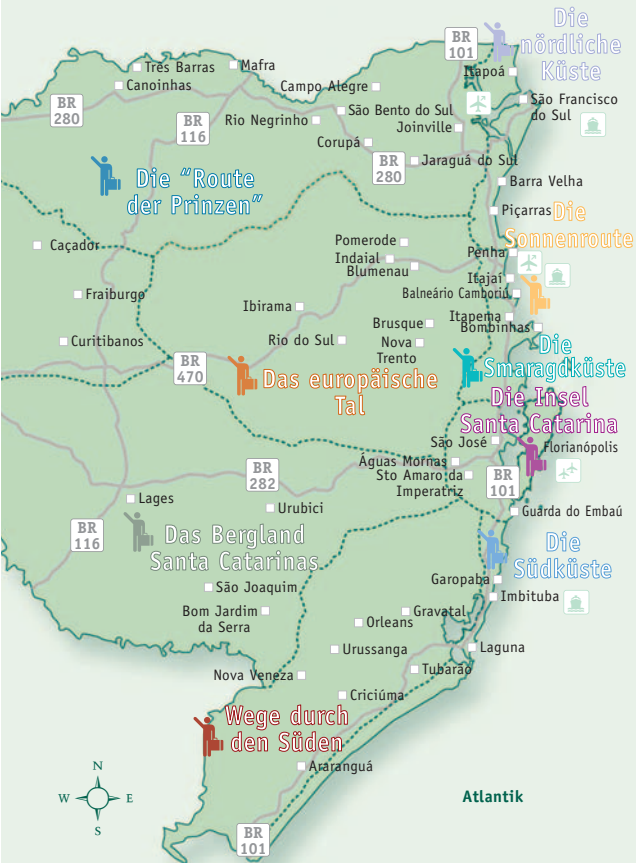 Die
nördliche
Küste
BR
101
Itapoá
Três Barras
Mafra
Canoinhas
Campo Alegre
BR
280
São Bento do Sul
São Francisco
do Sul
BR
116
Rio Negrinho
Joinville
Corupá
BR
280
Jaraguá do Sul
Die “Route
der Prinzen”
Barra Velha
Piçarras
Die
Sonnenroute
Caçador
Pomerode
Penha
Indaial
Blumenau
Itajaí
Balneário Camboriú
Fraiburgo
Ibirama
Itapema
Brusque
Bombinhas
Curitibanos
Rio do Sul
Nova
Trento
Die
Smaragdküste
BR
470
Das europäische
Tal
Die Insel
Santa Catarina
São José
Florianópolis
Águas Mornas
BR
282
Sto Amaro da
Imperatriz
BR
101
Lages
Urubici
Guarda do Embaú
BR
116
Das Bergland
Santa Catarinas
Die
Südküste
Garopaba
São Joaquim
Imbituba
Bom Jardim
da Serra
Gravatal
Orleans
Urussanga
Laguna
Nova Veneza
Tubarão
Criciúma
Wege durch
den Süden
Araranguá
N
W
E
S
Atlantik
BR
101